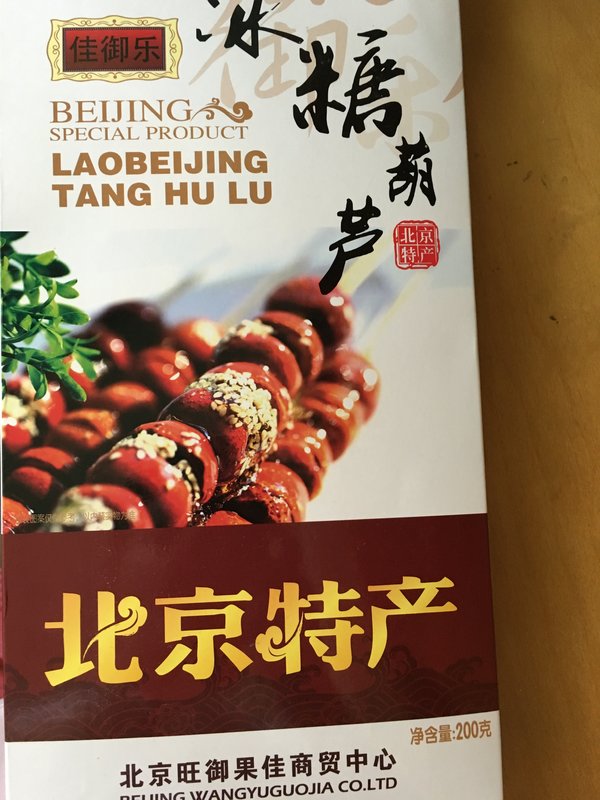 佳御乐
冰糖葫芦
BEIJING
SPECIAL PRODUCT
LAOBEIJING
TANG HU LU
北京
特产
北京特产
净含量:200克
北京旺御果佳商贸中心
BEIJING WANGYUGUOJIA CO.LTD